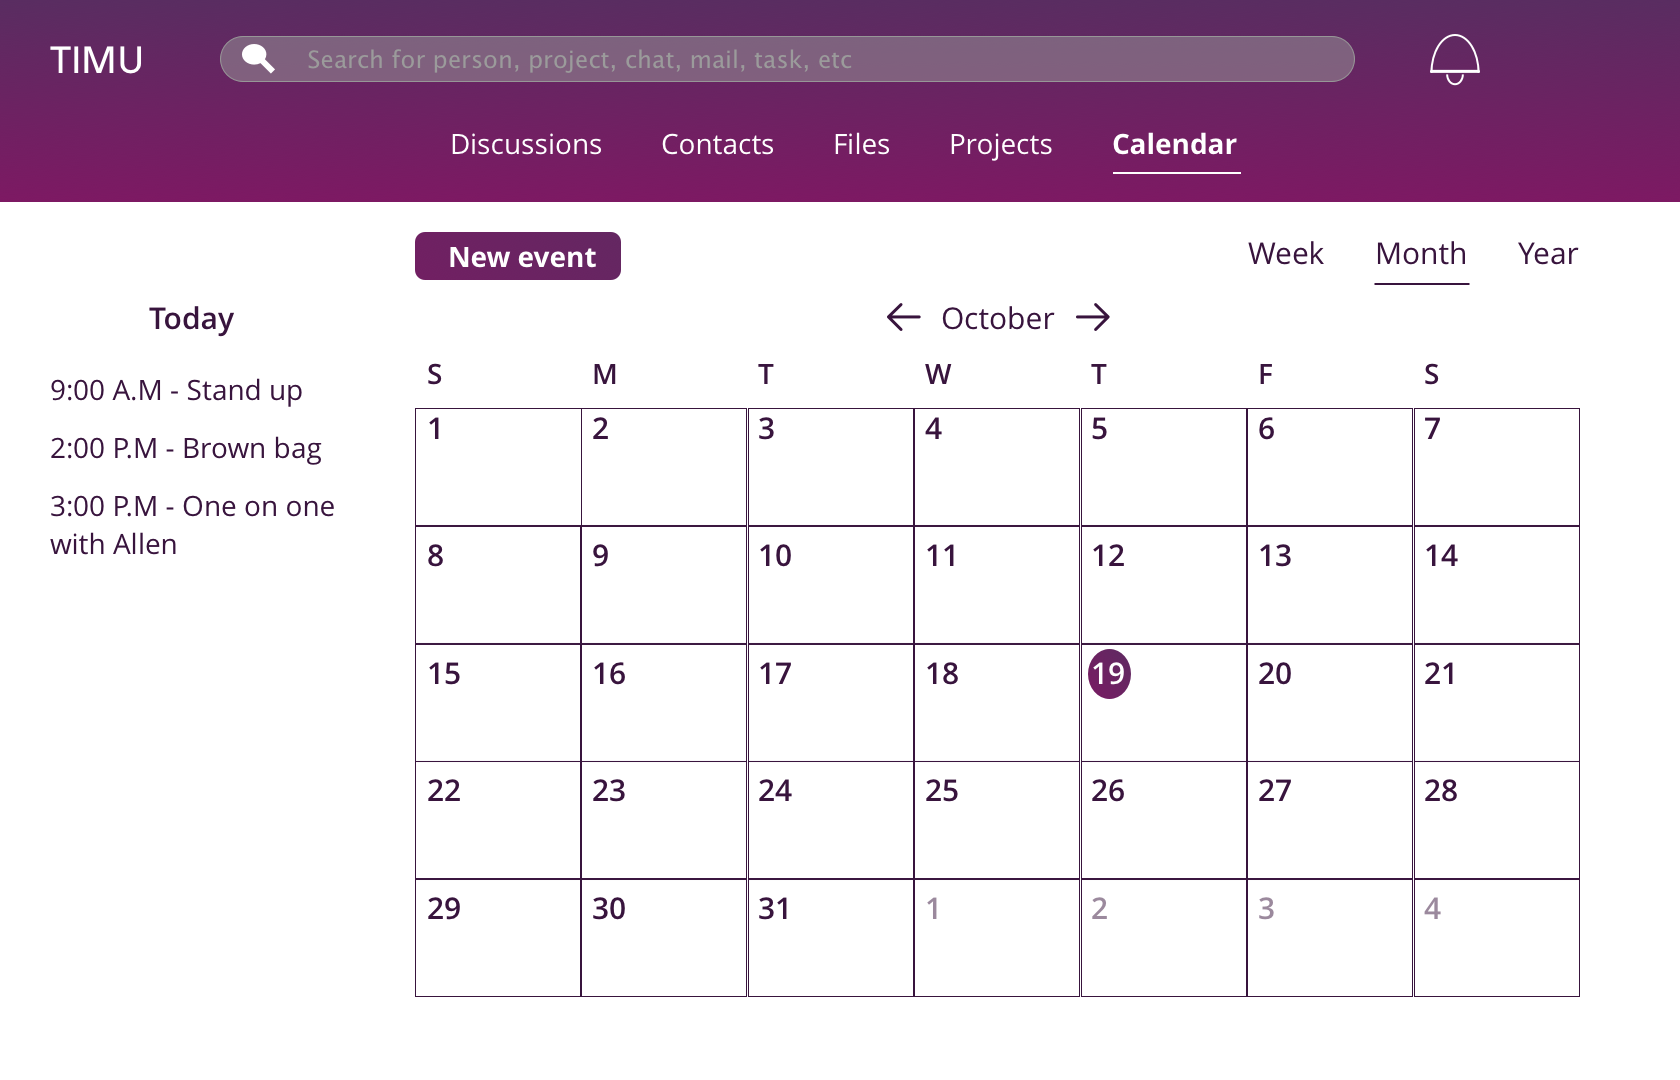 TIMU
Search for person, project, chat, mail, task, etc
Discussions Contacts Files Projects Calendar
New event
Week Month Year
Today
9:00 A.M - Stand up
2:00 P.M - Brown bag
3:00 P.M - One on one
with Allen
October
S M T W T F S
1 2 3 4 5 6 7
8 9 10 11 12 13 14
15 16 17 18 19 20 21
22 23 24 25 26 27 28
29 30 31 1 2 3 4